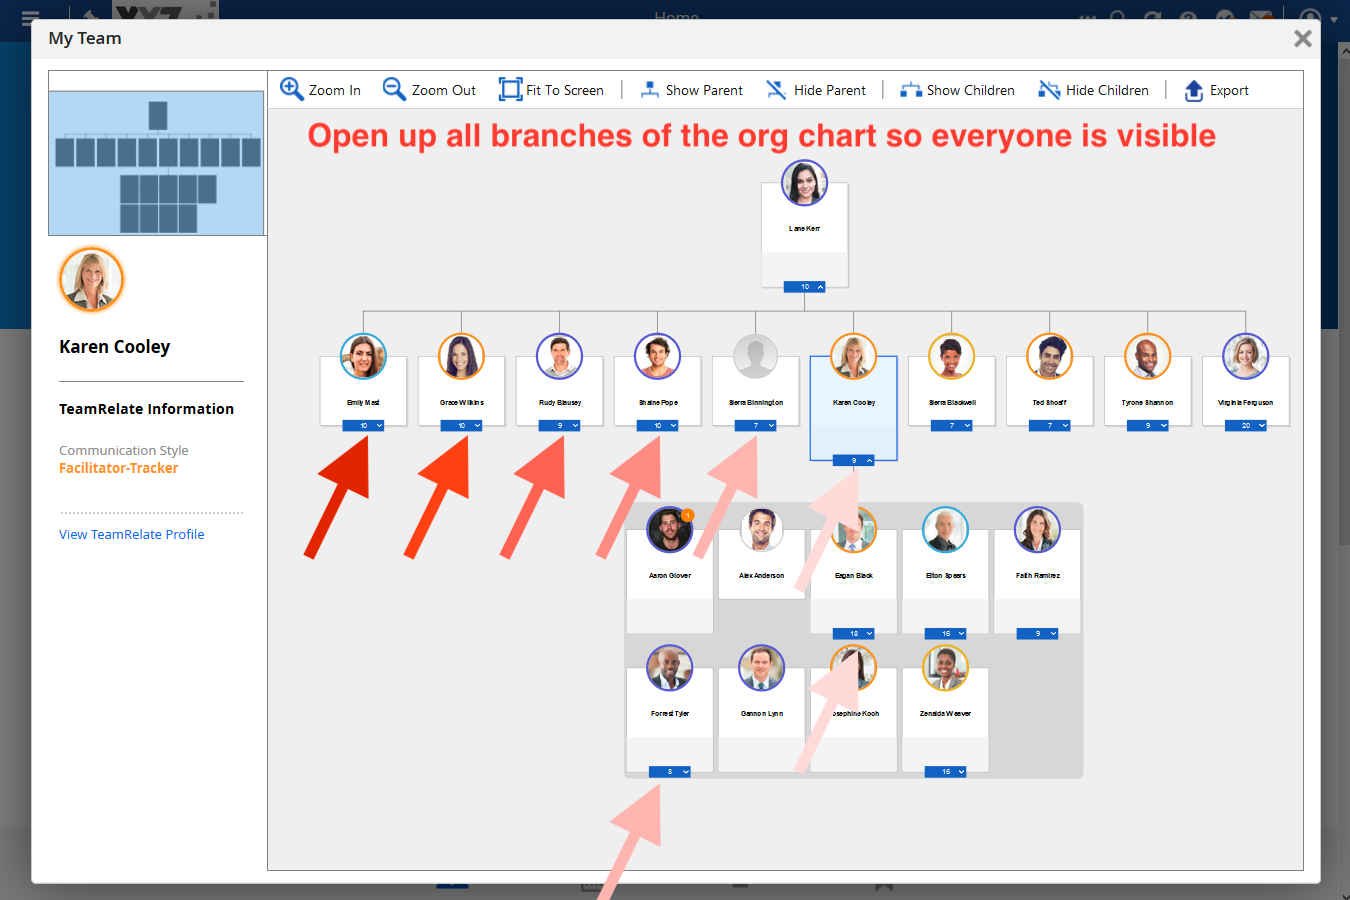 Home
My Team
Zoom In Zoom Out Fit To Screen Show Parent Hide Parent Show Children Hide Children Export
Open up all branches of the org chart so everyone is visible
Lane Kerr
10
Emily Mast Grace Wilkins Rudy Blausey Shaine Pope Sierra Binnington Karen Cooley Sierra Blackwell Ted Shoaff Tyrone Shannon Virginia Ferguson
10 10 9 10 7 7 7 9 20
9
Karen Cooley
TeamRelate Information
Communication Style
Facilitator-Tracker
View TeamRelate Profile
1
Aaron Glover Alex Anderson Eagan Black Elton Spears Faith Ramirez
18 16 9
Forrest Tyler Gannon Lynn Kooh Zenaida Weaver
8 16